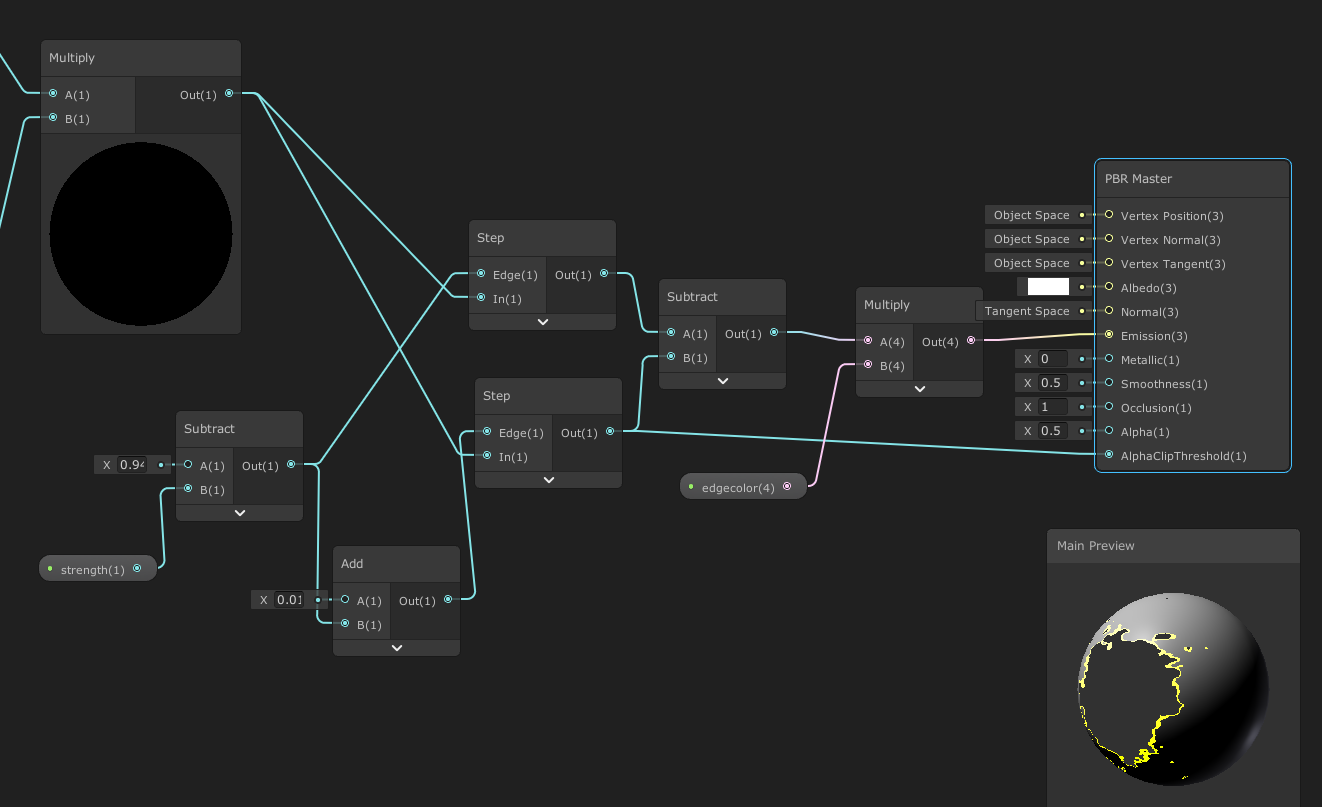 Multiply
A(1) Out(1)
B(1)
PBR Master
Object Space Vertex Position(3)
Object Space Vertex Normal(3)
Object Space Vertex Tangent(3)
Albedo(3)
Tangent Space Normal(3)
Emission(3)
X 0 Metallic(1)
X 0.5 Smoothness(1)
X 1 Occlusion(1)
X 0.5 Alpha(1)
AlphaClipThreshold(1)
Step
Edge(1) Out(1)
In(1)
Subtract
A(1) Out(1)
B(1)
Multiply
A(4) Out(4)
B(4)
Step
Edge(1) Out(1)
In(1)
Subtract
X 0.94 A(1) Out(1)
B(1)
edgecolor(4)
strength(1)
Add
X 0.01 A(1) Out(1)
B(1)
Main Preview